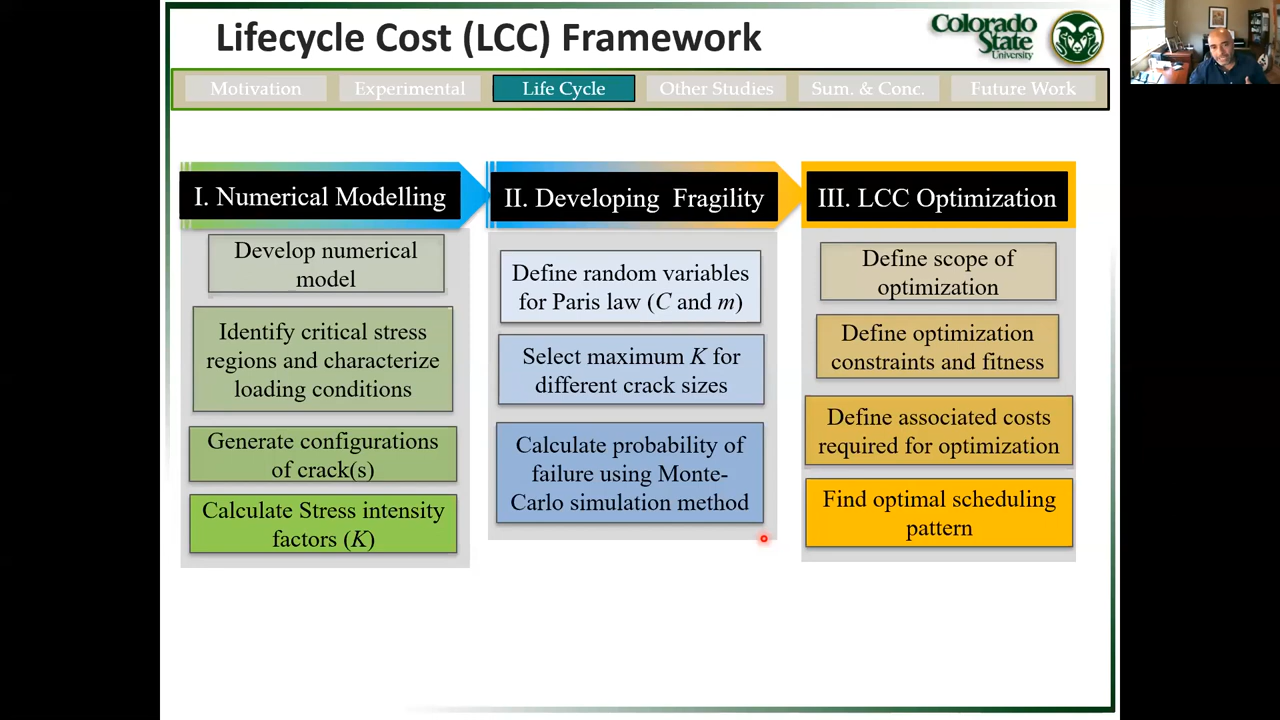 Lifecycle Cost (LCC) Framework
Colorado
State
University
Motivation
Experimental
Life Cycle
Other Studies
Sum. & Conc.
Future Work
I. Numerical Modelling
Develop numerical
model
Identify critical stress
regions and characterize
loading conditions
Generate configurations
of crack(s)
Calculate Stress intensity
factors (K)
II. Developing Fragility
Define random variables
for Paris law (C and m)
Select maximum K for
different crack sizes
Calculate probability of
failure using Monte-
Carlo simulation method
III. LCC Optimization
Define scope of
optimization
Define optimization
constraints and fitness
Define associated costs
required for optimization
Find optimal scheduling
pattern